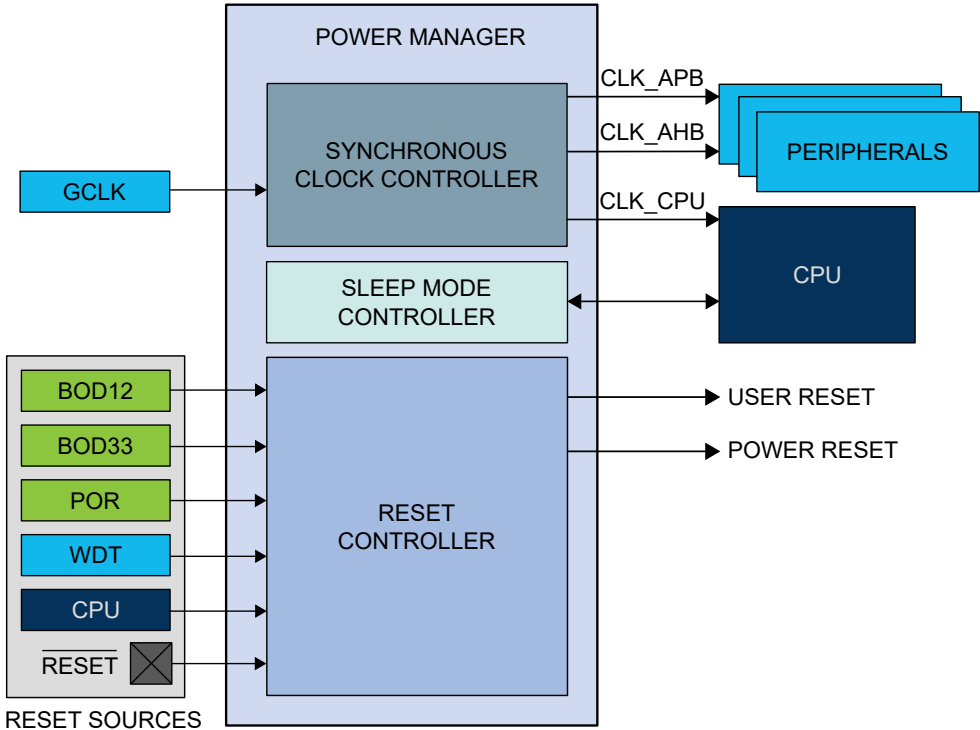 POWER MANAGER
SYNCHRONOUS
CLOCK CONTROLLER
GCLK
CLK_APB
CLK_AHB
CLK_CPU
PERIPHERALS
CPU
SLEEP MODE
CONTROLLER
BOD12
BOD33
POR
WDT
CPU
RESET
RESET SOURCES
RESET
CONTROLLER
USER RESET
POWER RESET